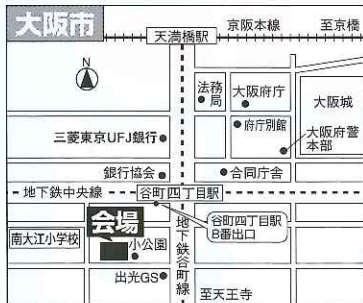 大阪市
京阪本線
至京橋
天満橋駅
N
法務局
大阪府庁
大阪城
府庁別館
大阪府警本部
三菱東京UFJ銀行
銀行協会
合同庁舎
地下鉄中央線
谷町四丁目駅
会場
谷町四丁目駅
8番出口
南大江小学校
小公園
地下鉄谷町線
出光GS
至天王寺